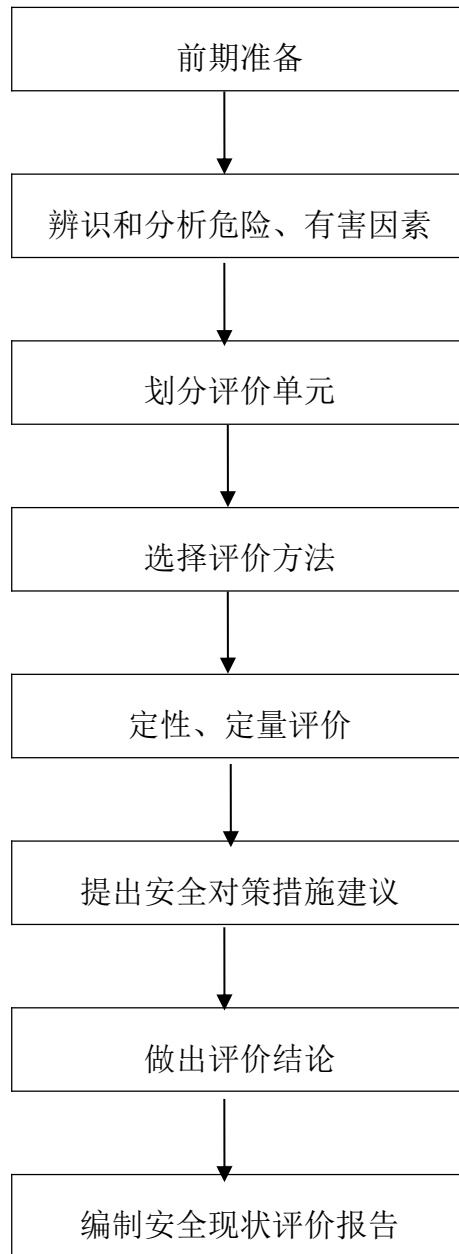 前期准备
辨识和分析危险、有害因素
划分评价单元
选择评价方法
定性、定量评价
提出安全对策措施建议
做出评价结论
编制安全现状评价报告